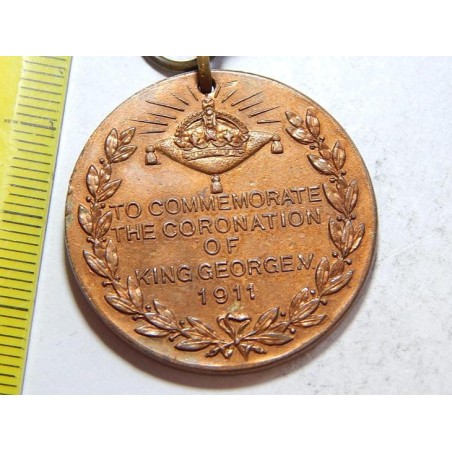 TO COMMEMORATE
THE CORONATION
OF
KING GEORGE.V.
1911